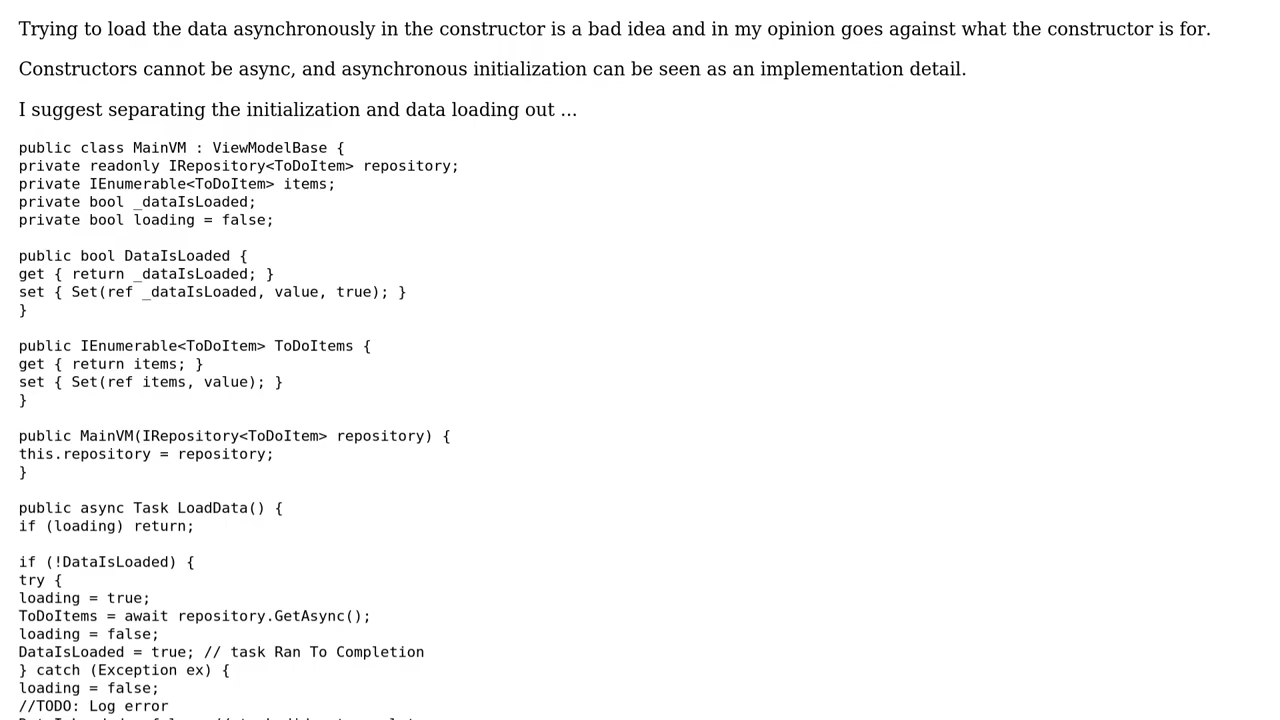 Trying to load the data asynchronously in the constructor is a bad idea and in my opinion goes against what the constructor is for.
Constructors cannot be async, and asynchronous initialization can be seen as an implementation detail.
I suggest separating the initialization and data loading out ...
public class MainVM : ViewModelBase {
private readonly IRepository<ToDoItem> repository;
private IEnumerable<ToDoItem> items;
private bool _dataIsLoaded;
private bool loading = false;
public bool DataIsLoaded {
get { return _dataIsLoaded; }
set { Set(ref _dataIsLoaded, value, true); }
}
public IEnumerable<ToDoItem> ToDoItems {
get { return items; }
set { Set(ref items, value); }
}
public MainVM(IRepository<ToDoItem> repository) {
this.repository = repository;
}
public async Task LoadData() {
if (loading) return;
if (!DataIsLoaded) {
try {
loading = true;
ToDoItems = await repository.GetAsync();
loading = false;
DataIsLoaded = true; // task Ran To Completion
} catch (Exception ex) {
loading = false;
//TODO: Log error